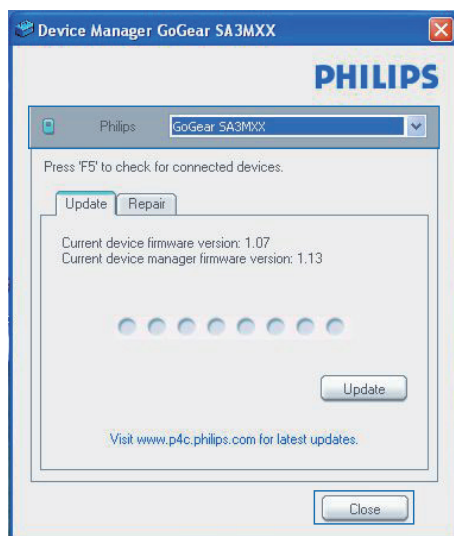 Device Manager GoGear SA3MXX
PHILIPS
Philips GoGear SA3MXX
Press 'F5' to check for connected devices.
Update Repair
Current device firmware version: 1.07
Current device manager firmware version: 1.13
Update
Visit www.p4c.philips.com for latest updates.
Close